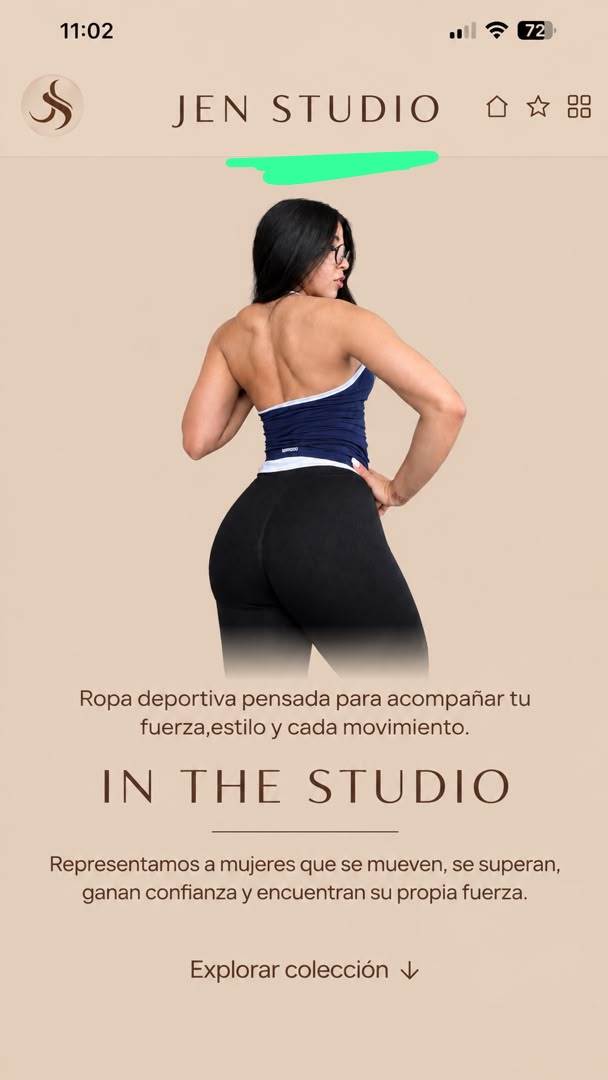 11:02
72
JEN STUDIO
Ropa deportiva pensada para acompañar tu
fuerza,estilo y cada movimiento.
IN THE STUDIO
Representamos a mujeres que se mueven, se superan,
ganan confianza y encuentran su propia fuerza.
Explorar colección ↓